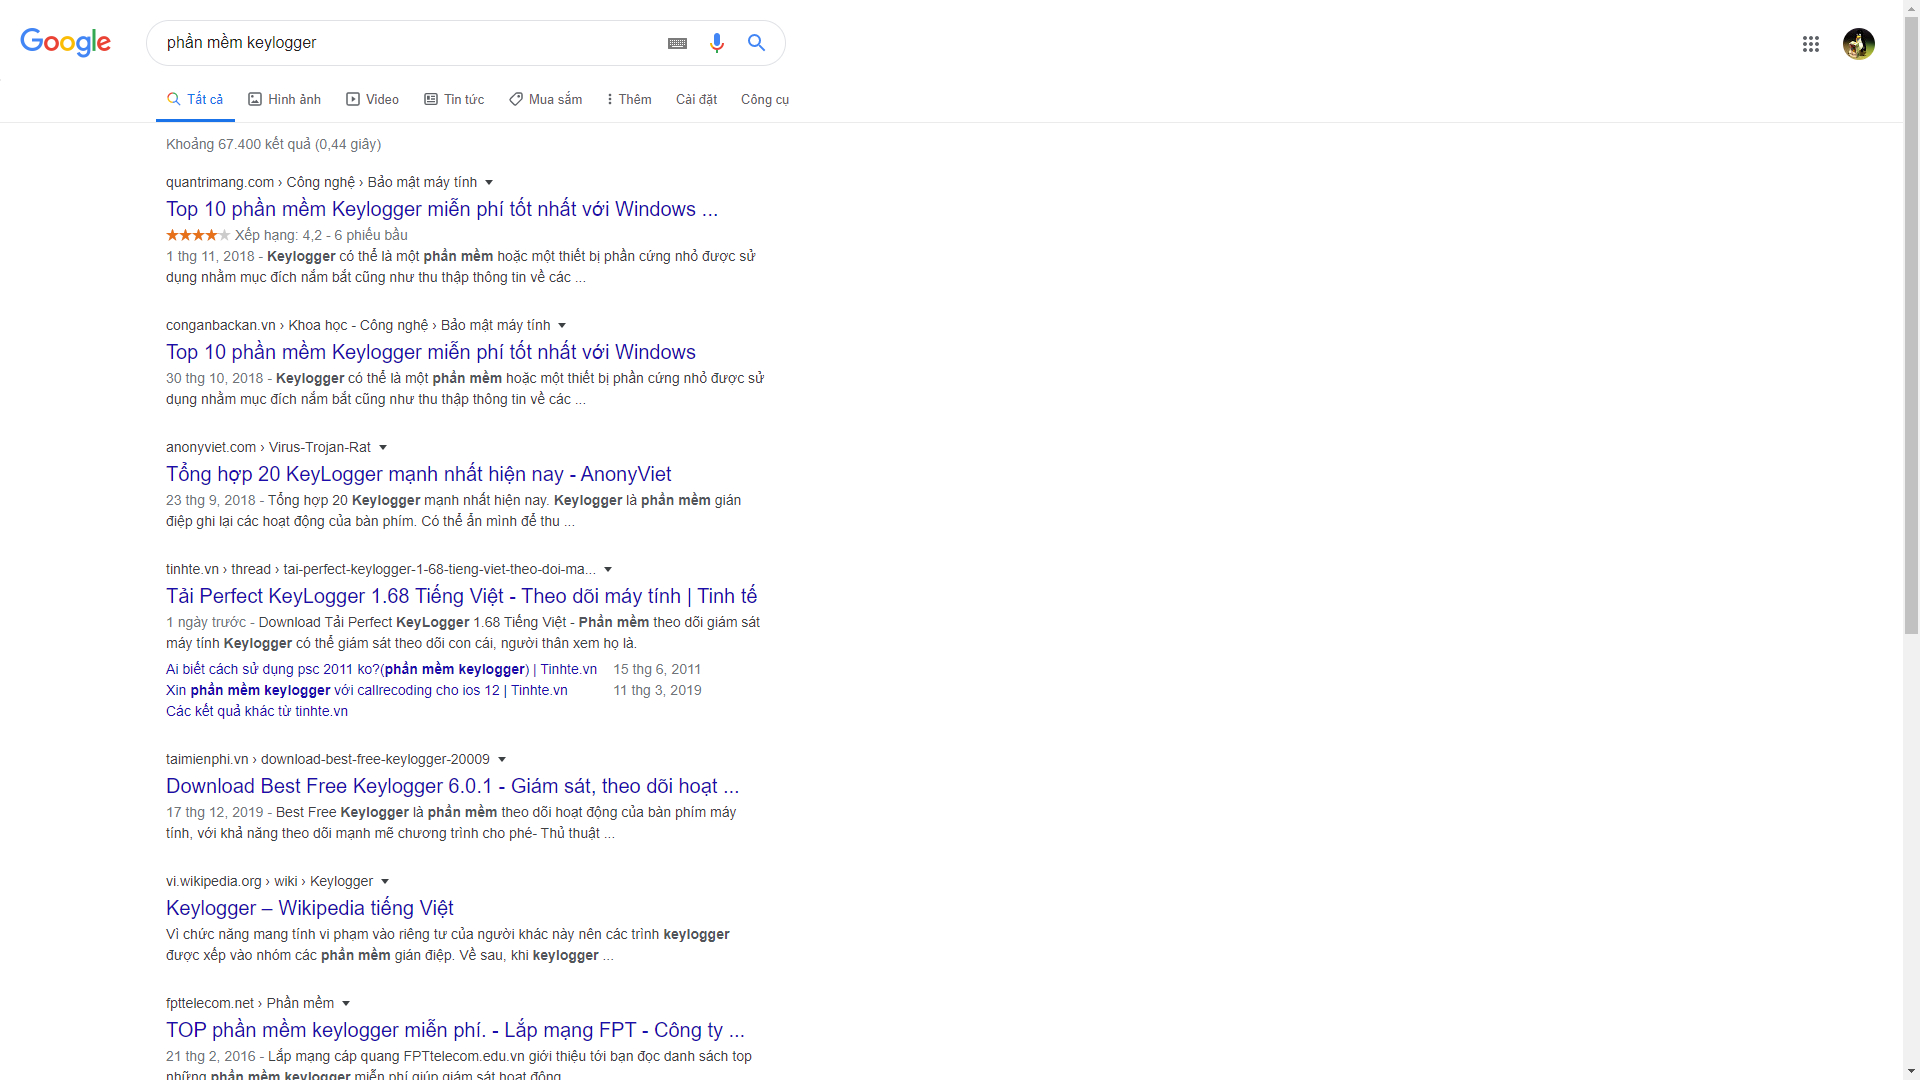 Google
phần mềm keylogger
Tất cả
Hình ảnh
Video
Tin tức
Mua sắm
Thêm
Cài đặt
Công cụ
Khoảng 67.400 kết quả (0,44 giây)
quantrimang.com › Công nghệ › Bảo mật máy tính
Top 10 phần mềm Keylogger miễn phí tốt nhất với Windows ...
Xếp hạng: 4,2 - 6 phiếu bầu
1 thg 11, 2018 - Keylogger có thể là một phần mềm hoặc một thiết bị phần cứng nhỏ được sử
dụng nhằm mục đích nắm bắt cũng như thu thập thông tin về các ...
conganbackan.vn › Khoa học - Công nghệ › Bảo mật máy tính
Top 10 phần mềm Keylogger miễn phí tốt nhất với Windows
30 thg 10, 2018 - Keylogger có thể là một phần mềm hoặc một thiết bị phần cứng nhỏ được sử
dụng nhằm mục đích nắm bắt cũng như thu thập thông tin về các ...
anonyviet.com › Virus-Trojan-Rat
Tổng hợp 20 KeyLogger mạnh nhất hiện nay - AnonyViet
23 thg 9, 2018 - Tổng hợp 20 Keylogger mạnh nhất hiện nay. Keylogger là phần mềm gián
điệp ghi lại các hoạt động của bàn phím. Có thể ẩn mình để thu ...
tinhte.vn › thread › tai-perfect-keylogger-1-68-tieng-viet-theo-doi-ma...
Tải Perfect KeyLogger 1.68 Tiếng Việt - Theo dõi máy tính | Tinh tế
1 ngày trước - Download Tải Perfect KeyLogger 1.68 Tiếng Việt - Phần mềm theo dõi giám sát
máy tính Keylogger có thể giám sát theo dõi con cái, người thân xem họ là.
Ai biết cách sử dụng psc 2011 ko?(phần mềm keylogger) | Tinhte.vn 15 thg 6, 2011
Xin phần mềm keylogger với callrecoding cho ios 12 | Tinhte.vn 11 thg 3, 2019
Các kết quả khác từ tinhte.vn
taimienphi.vn › download-best-free-keylogger-20009
Download Best Free Keylogger 6.0.1 - Giám sát, theo dõi hoạt ...
17 thg 12, 2019 - Best Free Keylogger là phần mềm theo dõi hoạt động của bàn phím máy
tính, với khả năng theo dõi mạnh mẽ chương trình cho phé- Thủ thuật ...
vi.wikipedia.org › wiki › Keylogger
Keylogger – Wikipedia tiếng Việt
Vì chức năng mang tính vi phạm vào riêng tư của người khác này nên các trình keylogger
được xếp vào nhóm các phần mềm gián điệp. Về sau, khi keylogger ...
fpttelecom.net › Phần mềm
TOP phần mềm keylogger miễn phí. - Lắp mạng FPT - Công ty ...
21 thg 2, 2016 - Lắp mạng cáp quang FPTtelecom.edu.vn giới thiệu tới bạn đọc danh sách top
những phần mềm keylogger miễn phí giúp giám sát hoạt động